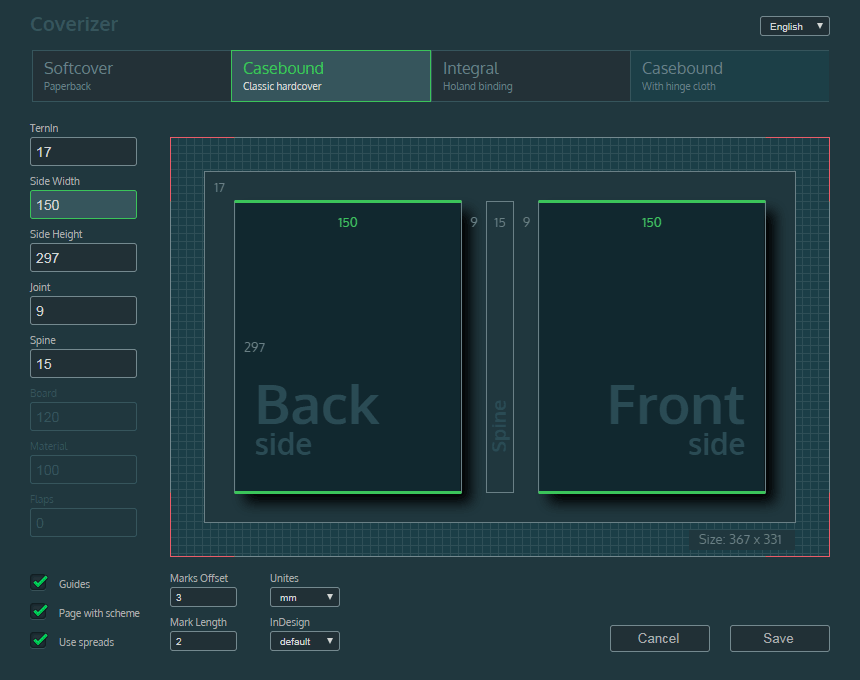 Coverizer
English
Softcover
Paperback
Casebound
Classic hardcover
Integral
Holand binding
Casebound
With hinge cloth
TernIn
17
Side Width
150
Side Height
297
Joint
9
Spine
15
Board
120
Material
100
Flaps
0
17
150
9
15
9
150
297
Back
side
Spine
Front
side
Size: 367 x 331
Guides
Page with scheme
Use spreads
Marks Offset
3
Mark Length
2
Unites
mm
InDesign
default
Cancel
Save